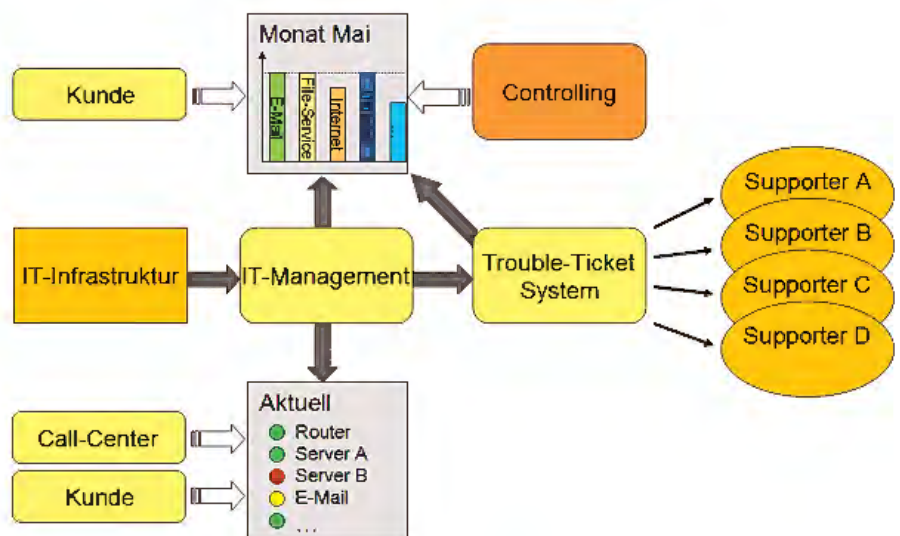 Monat Mai
E-Mail
File-Service
Internet
...
Kunde
Controlling
IT-Infrastruktur
IT-Management
Trouble-Ticket
System
Supporter A
Supporter B
Supporter C
Supporter D
Aktuell
Router
Server A
Server B
E-Mail
...
Call-Center
Kunde